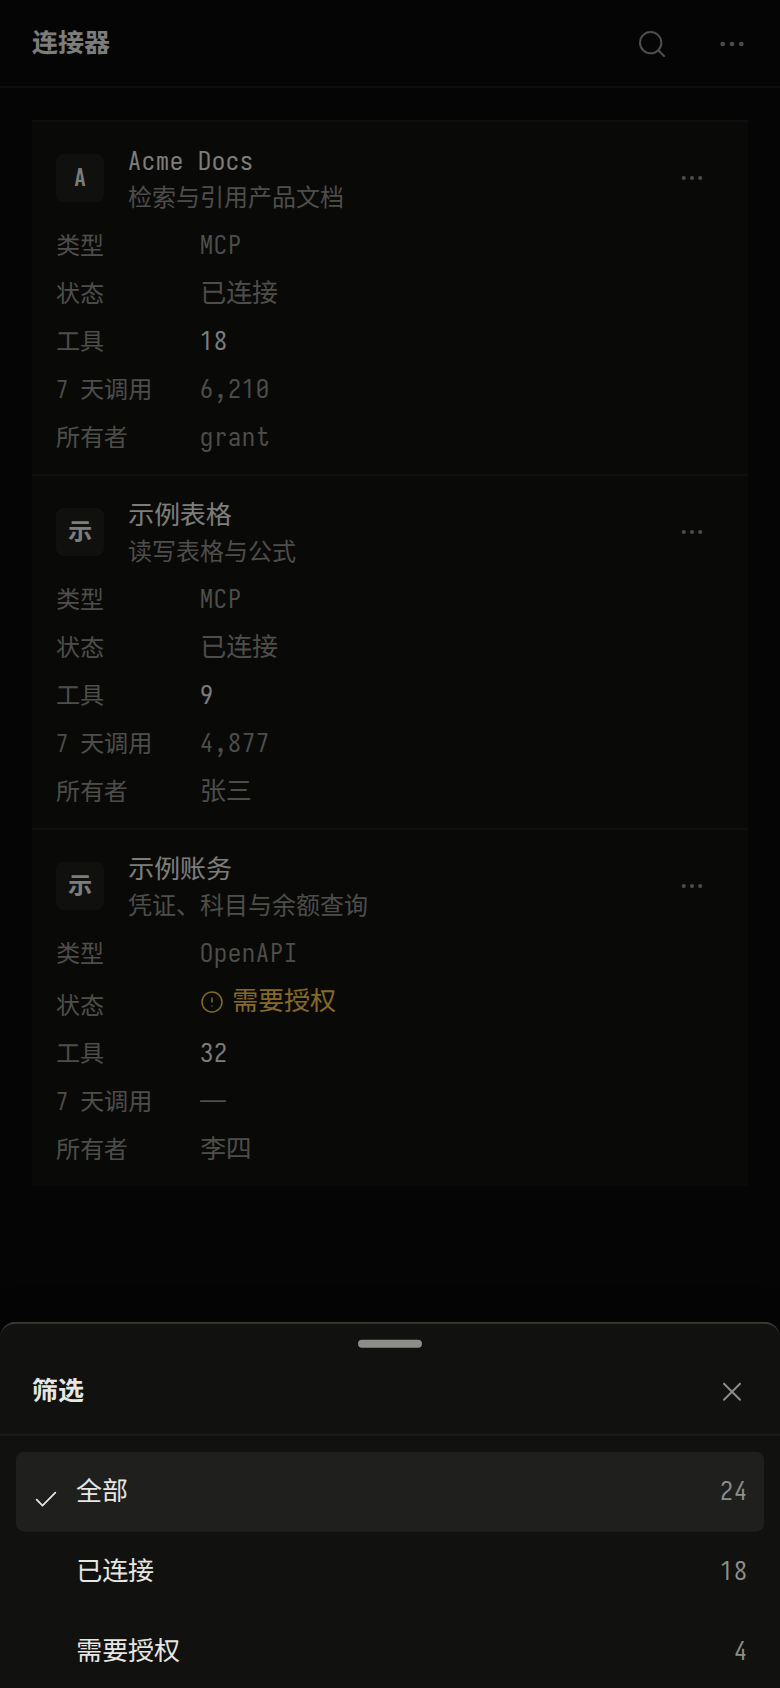 连接器
A
Acme Docs
检索与引用产品文档
类型 MCP
状态 已连接
工具 18
7 天调用 6,210
所有者 grant
示
示例表格
读写表格与公式
类型 MCP
状态 已连接
工具 9
7 天调用 4,877
所有者 张三
示
示例账务
凭证、科目与余额查询
类型 OpenAPI
状态 需要授权
工具 32
7 天调用 —
所有者 李四
筛选
全部 24
已连接 18
需要授权 4